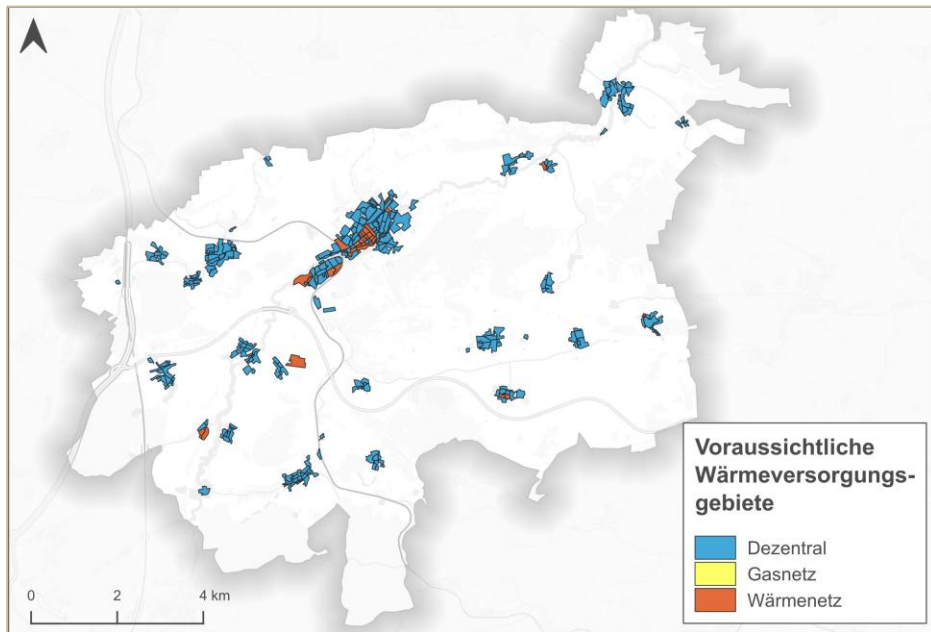 Voraussichtliche
Wärmeversorgungs-
gebiete
Dezentral
Gasnetz
Wärmenetz
0 2 4 km